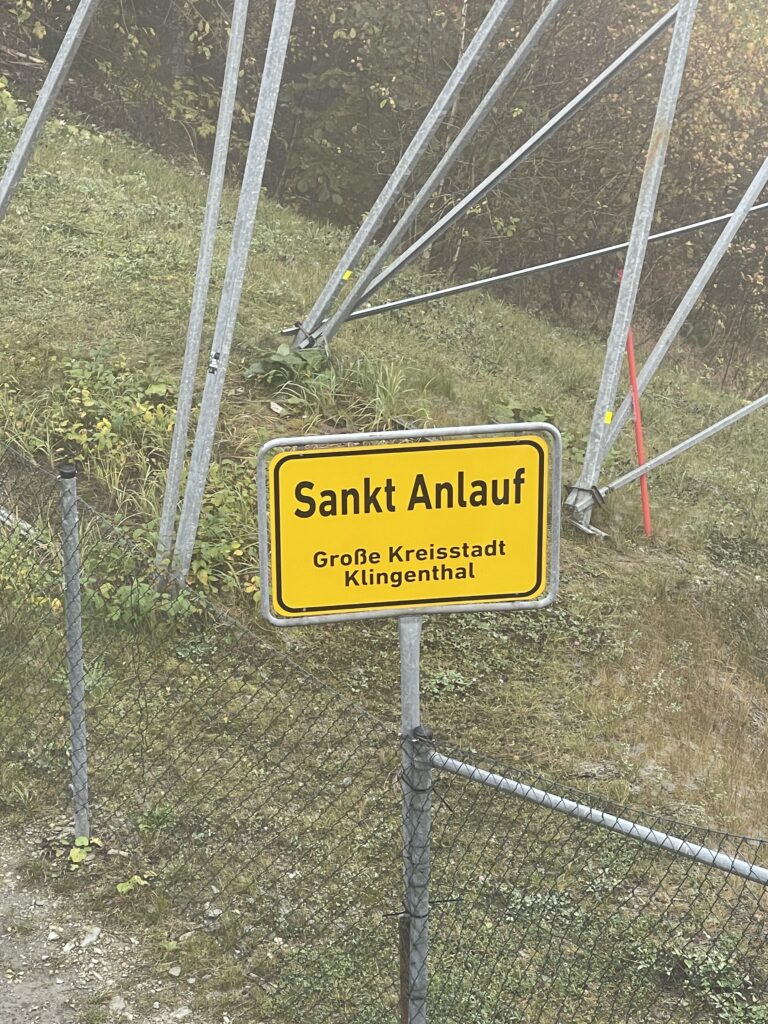 Sankt Anlauf
Große Kreisstadt
Klingenthal